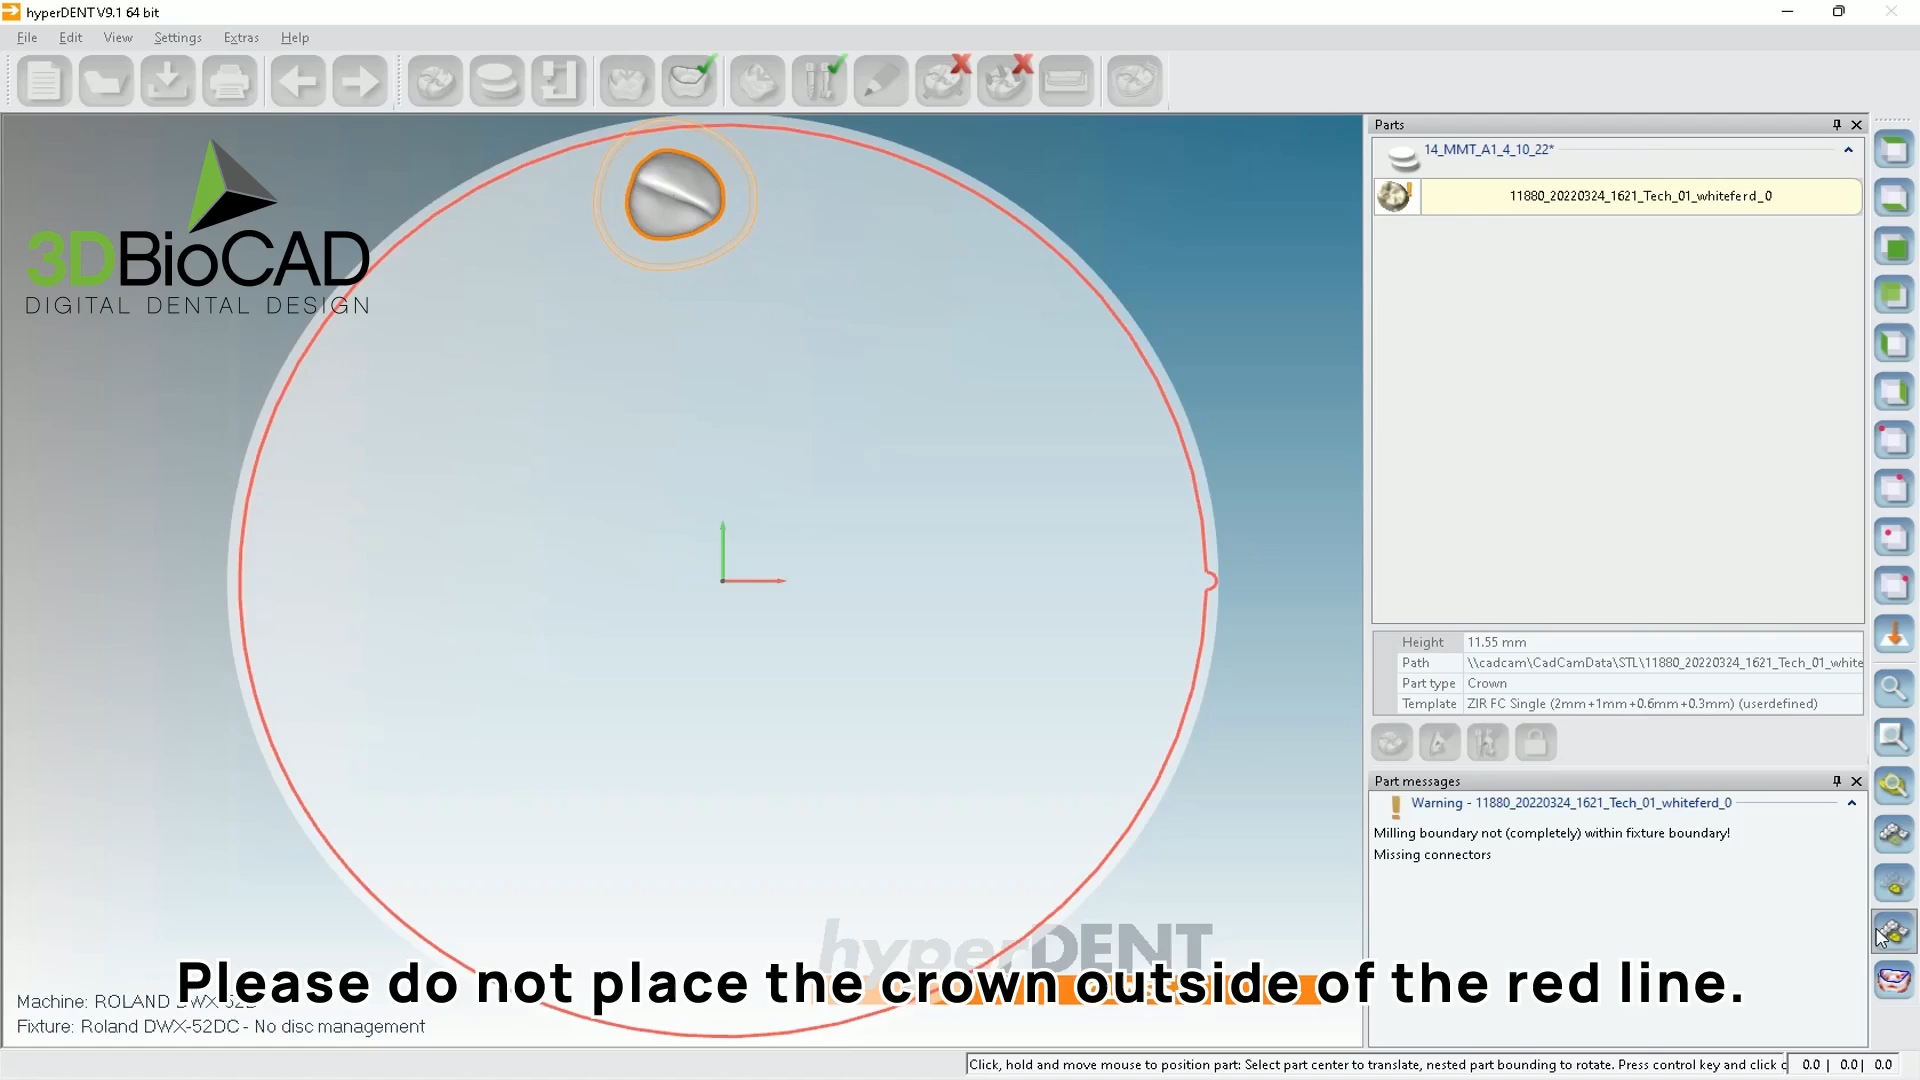 hyperDENT V9.1 64 bit
File Edit View Settings Extras Help
3DBioCAD
DIGITAL DENTAL DESIGN
Parts
14_MMT_A1_4_10_22*
11880_20220324_1621_Tech_01_whiteferd_0
Height 11.55 mm
Path \\cadcam\CadCamData\STL\11880_20220324_1621_Tech_01_white
Part type Crown
Template ZIR FC Single (2mm+1mm+0.6mm+0.3mm) (userdefined)
Part messages
Warning - 11880_20220324_1621_Tech_01_whiteferd_0
Milling boundary not (completely) within fixture boundary!
Missing connectors
hyperDENT
Please do not place the crown outside of the red line.
Machine: ROLAND DWX-52D
Fixture: Roland DWX-52DC - No disc management
Click, hold and move mouse to position part: Select part center to translate, nested part bounding to rotate. Press control key and click c
0.0 | 0.0 | 0.0